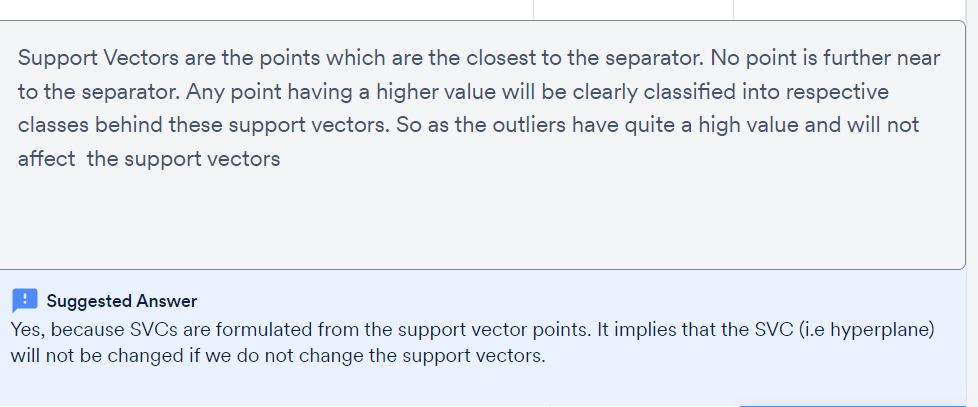 Support Vectors are the points which are the closest to the separator. No point is further near
to the separator. Any point having a higher value will be clearly classified into respective
classes behind these support vectors. So as the outliers have quite a high value and will not
affect  the support vectors
Suggested Answer
Yes, because SVCs are formulated from the support vector points. It implies that the SVC (i.e hyperplane)
will not be changed if we do not change the support vectors.